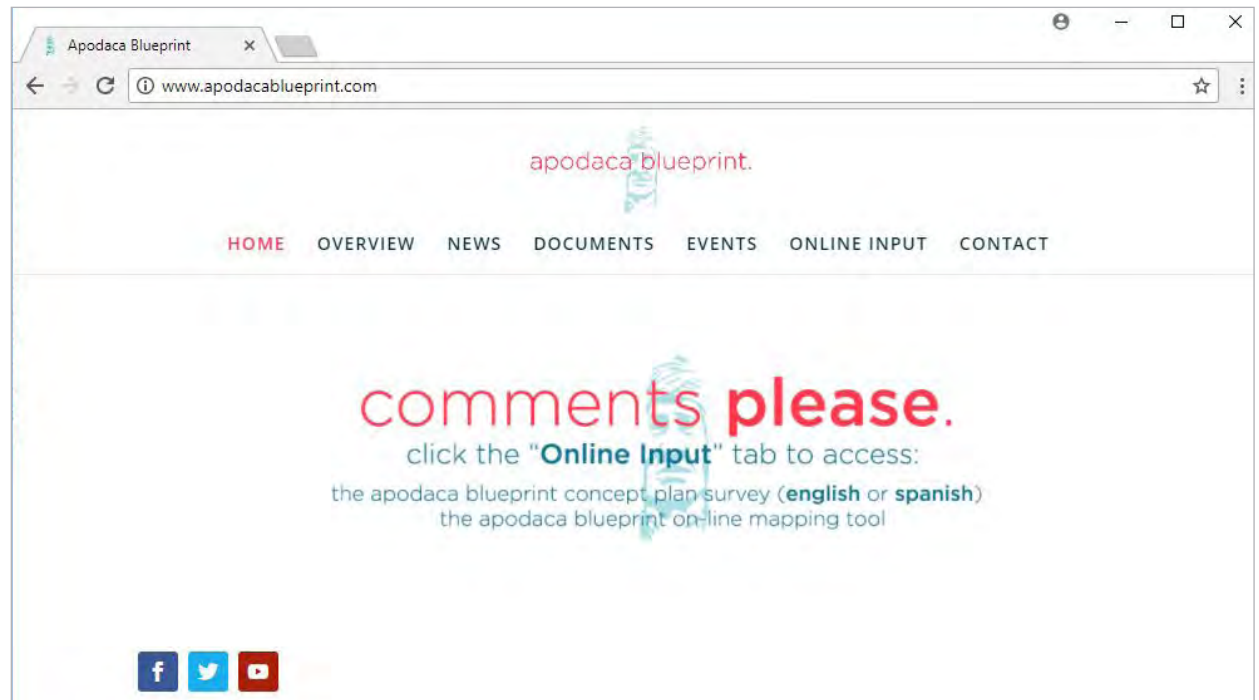 Apodaca Blueprint
www.apodacablueprint.com
apodaca blueprint.
HOME OVERVIEW NEWS DOCUMENTS EVENTS ONLINE INPUT CONTACT
comments please.
click the "Online Input" tab to access:
the apodaca blueprint concept plan survey (english or spanish)
the apodaca blueprint on-line mapping tool